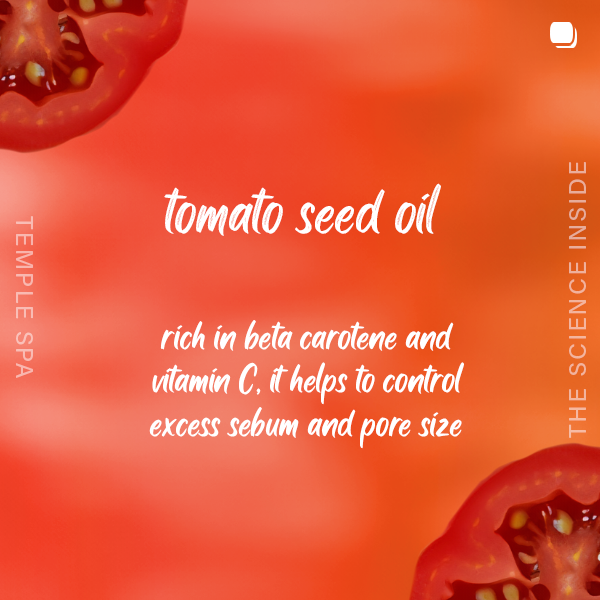 tomato seed oil
TEMPLE SPA
THE SCIENCE INSIDE
rich in beta carotene and
vitamin C, it helps to control
excess sebum and pore size